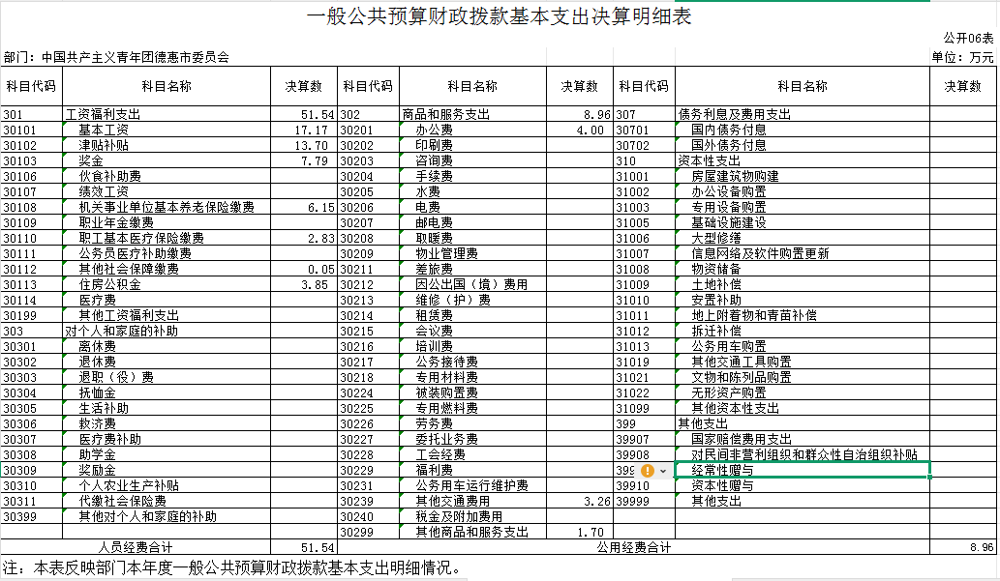 一般公共预算财政拨款基本支出决算明细表
公开06表
部门：中国共产主义青年团德惠市委员会 单位：万元
科目代码 科目名称 决算数 科目代码 科目名称 决算数 科目代码 科目名称 决算数
301 工资福利支出 51.54 302 商品和服务支出 8.96 307 债务利息及费用支出
30101 基本工资 17.17 30201 办公费 4.00 30701 国内债务付息
30102 津贴补贴 13.70 30202 印刷费 30702 国外债务付息
30103 奖金 7.79 30203 咨询费 310 资本性支出
30106 伙食补助费 30204 手续费 31001 房屋建筑物购建
30107 绩效工资 30205 水费 31002 办公设备购置
30108 机关事业单位基本养老保险缴费 6.15 30206 电费 31003 专用设备购置
30109 职业年金缴费 30207 邮电费 31005 基础设施建设
30110 职工基本医疗保险缴费 2.83 30208 取暖费 31006 大型修缮
30111 公务员医疗补助缴费 30209 物业管理费 31007 信息网络及软件购置更新
30112 其他社会保障缴费 0.05 30211 差旅费 31008 物资储备
30113 住房公积金 3.85 30212 因公出国（境）费用 31009 土地补偿
30114 医疗费 30213 维修（护）费 31010 安置补助
30199 其他工资福利支出 30214 租赁费 31011 地上附着物和青苗补偿
303 对个人和家庭的补助 30215 会议费 31012 拆迁补偿
30301 离休费 30216 培训费 31013 公务用车购置
30302 退休费 30217 公务接待费 31019 其他交通工具购置
30303 退职（役）费 30218 专用材料费 31021 文物和陈列品购置
30304 抚恤金 30224 被装购置费 31022 无形资产购置
30305 生活补助 30225 专用燃料费 31099 其他资本性支出
30306 救济费 30226 劳务费 399 其他支出
30307 医疗费补助 30227 委托业务费 39907 国家赔偿费用支出
30308 助学金 30228 工会经费 39908 对民间非营利组织和群众性自治组织补贴
30309 奖励金 30229 福利费 399 经常性赠与
30310 个人农业生产补贴 30231 公务用车运行维护费 39910 资本性赠与
30311 代缴社会保险费 30239 其他交通费用 3.26 39999 其他支出
30399 其他对个人和家庭的补助 30240 税金及附加费用
30299 其他商品和服务支出 1.70
人员经费合计 51.54 公用经费合计 8.96
注：本表反映部门本年度一般公共预算财政拨款基本支出明细情况。